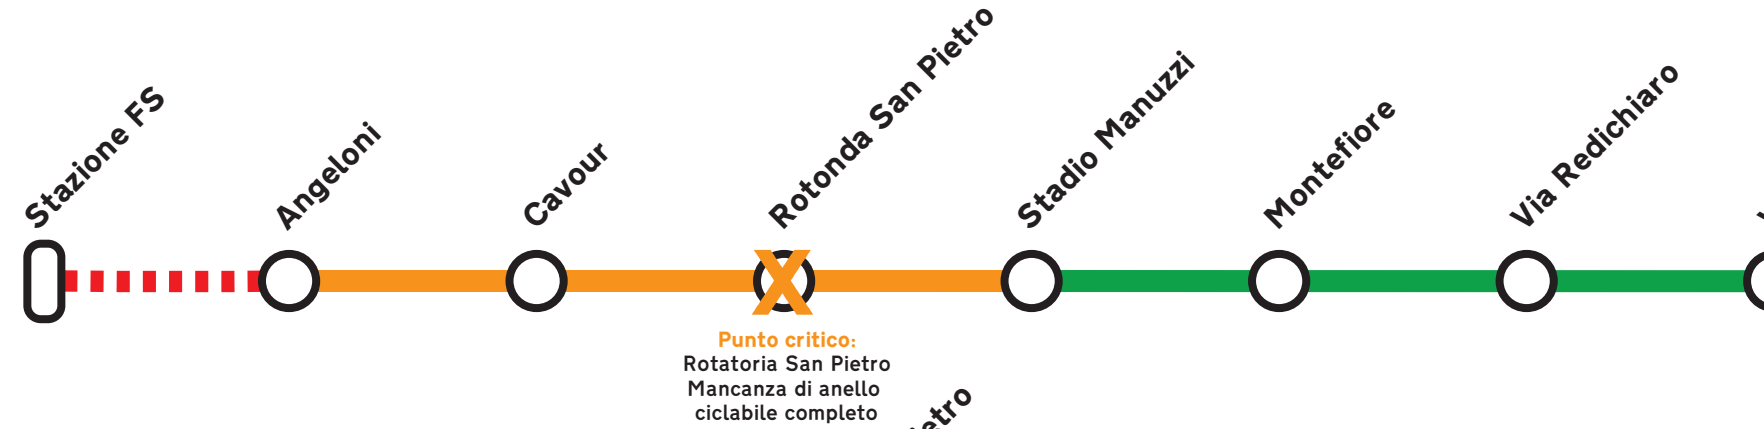 Stazione FS
Angeloni
Cavour
Rotonda San Pietro
Stadio Manuzzi
Montefiore
Via Redichiaro
X
Punto critico:
Rotatoria San Pietro
Mancanza di anello
ciclabile completo